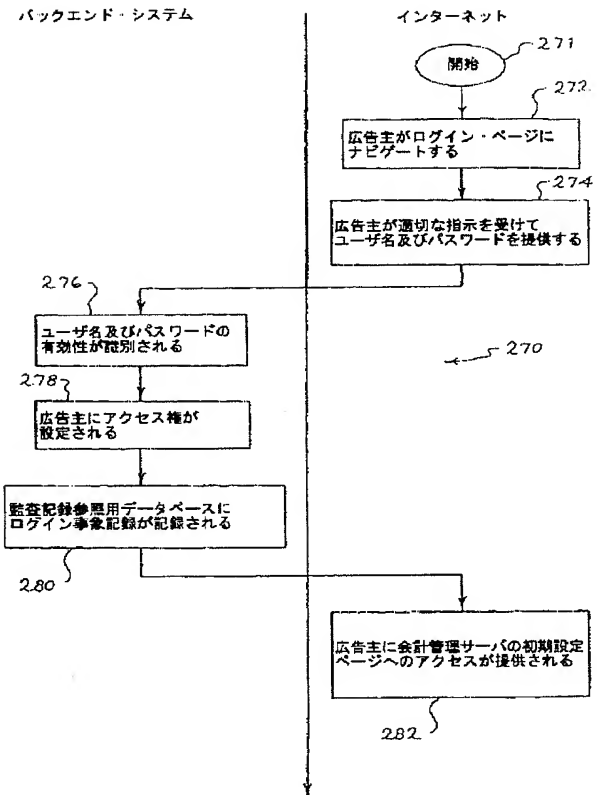 バックエンド・システム
インターネット
開始
271
272
広告主がログイン・ページに
ナビゲートする
274
広告主が適切な指示を受けて
ユーザ名及びパスワードを提供する
276
ユーザ名及びパスワードの
有効性が識別される
270
278
広告主にアクセス権が
設定される
監査記録参照用データベースに
ログイン事象記録が記録される
280
広告主に会計管理サーバの初期設定
ページへのアクセスが提供される
282